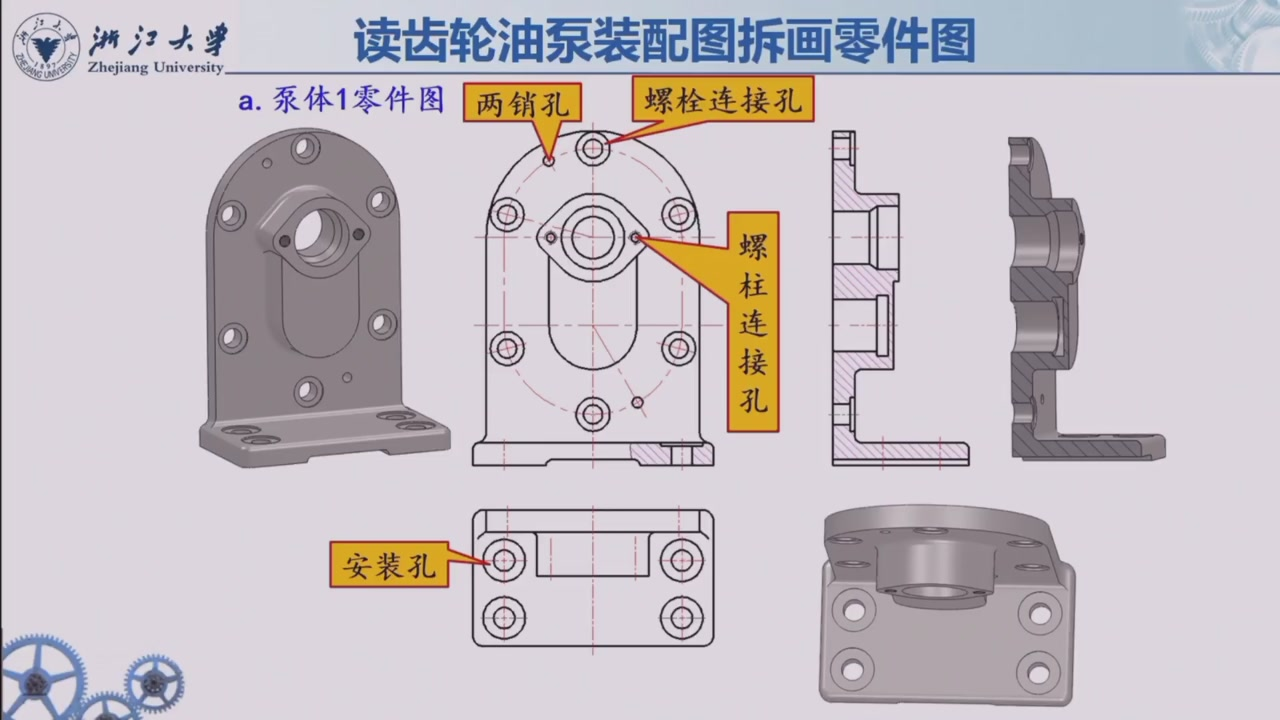 读齿轮油泵装配图拆画零件图
浙江大学
Zhejiang University
a. 泵体1零件图
两销孔
螺栓连接孔
螺柱连接孔
安装孔